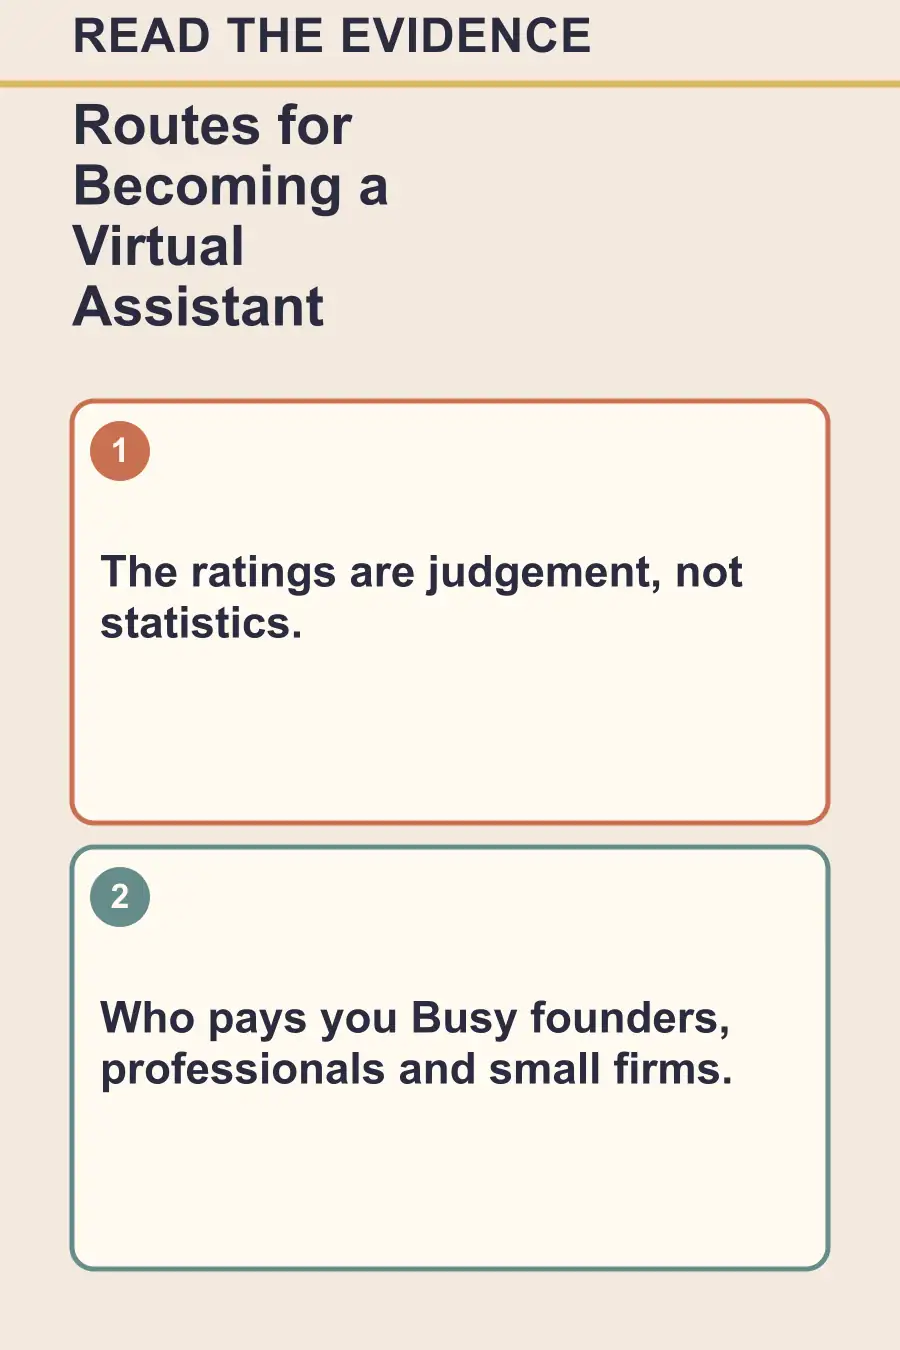 READ THE EVIDENCE
Routes for
Becoming a
Virtual
Assistant
1
The ratings are judgement, not
statistics.
2
Who pays you Busy founders,
professionals and small firms.